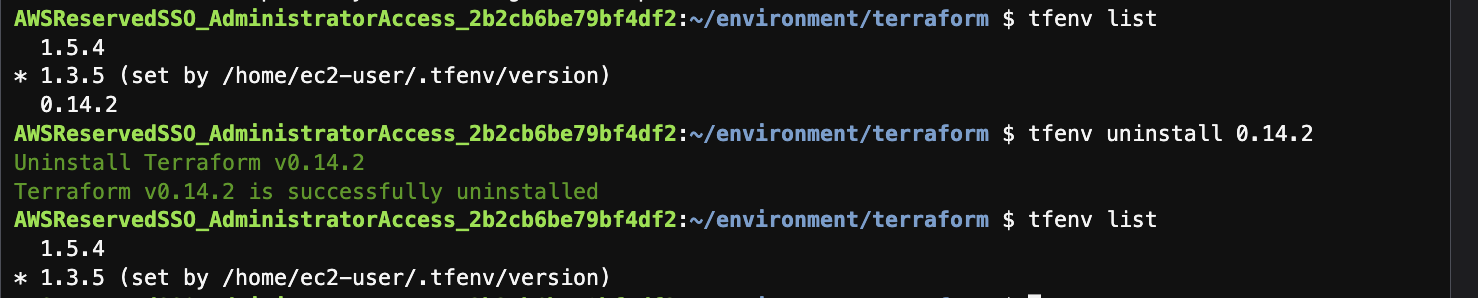 AWSReservedSSO_AdministratorAccess_2b2cb6be79bf4df2:~/environment/terraform $ tfenv list
  1.5.4
* 1.3.5 (set by /home/ec2-user/.tfenv/version)
  0.14.2
AWSReservedSSO_AdministratorAccess_2b2cb6be79bf4df2:~/environment/terraform $ tfenv uninstall 0.14.2
Uninstall Terraform v0.14.2
Terraform v0.14.2 is successfully uninstalled
AWSReservedSSO_AdministratorAccess_2b2cb6be79bf4df2:~/environment/terraform $ tfenv list
  1.5.4
* 1.3.5 (set by /home/ec2-user/.tfenv/version)